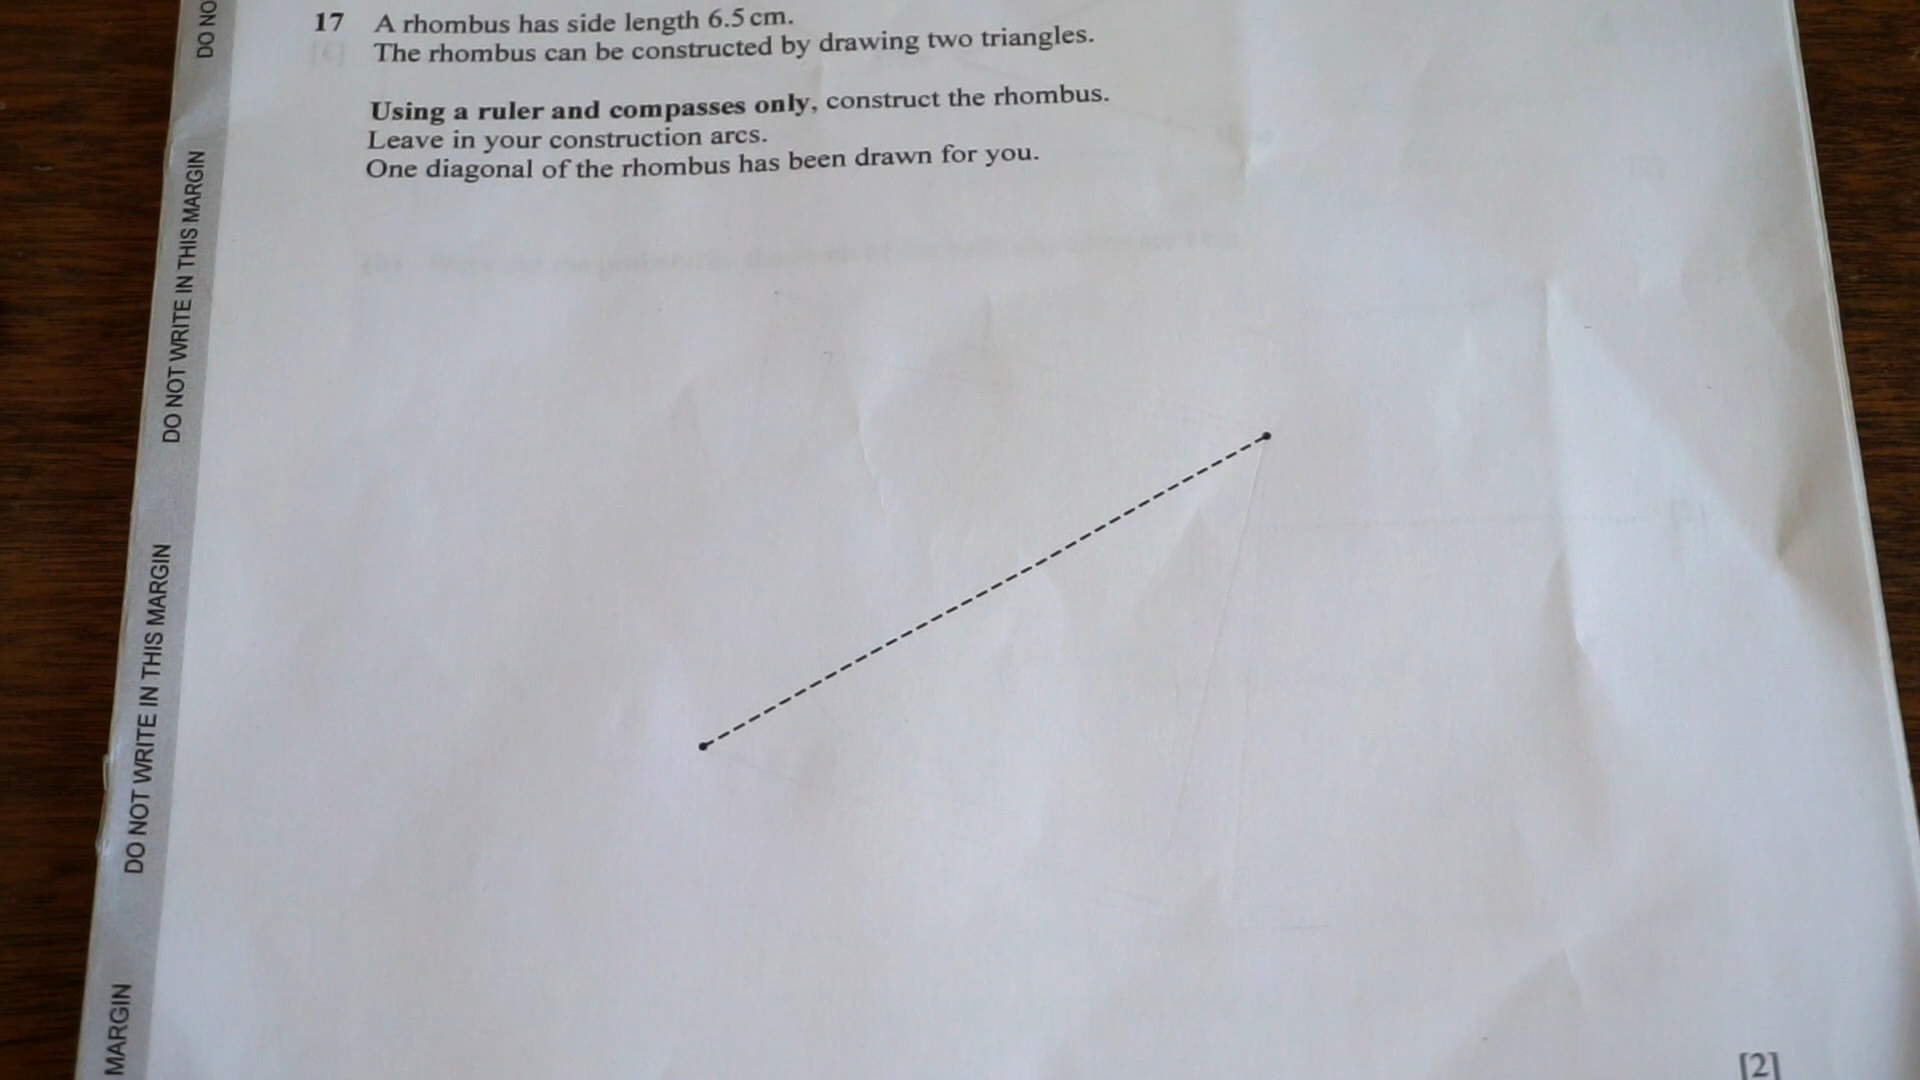 17 A rhombus has side length 6.5 cm.
The rhombus can be constructed by drawing two triangles.
Using a ruler and compasses only, construct the rhombus.
Leave in your construction arcs.
One diagonal of the rhombus has been drawn for you.
[2]
DO NO
DO NOT WRITE IN THIS MARGIN
DO NOT WRITE IN THIS MARGIN
MARGIN